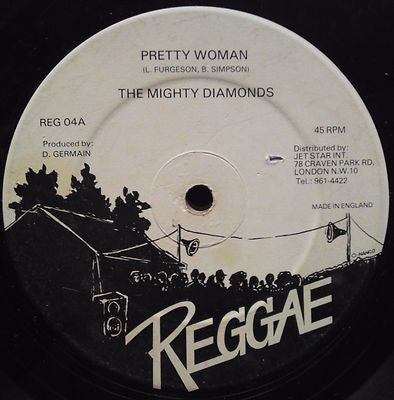 PRETTY WOMAN
(L. FURGESON, B. SIMPSON)
THE MIGHTY DIAMONDS
REG 04A
45 RPM
Produced by:
D. GERMAIN
Distributed by:
JET STAR INT.
78 CRAVEN PARK RD.
LONDON N.W.10
Tel.: 961-4422
MADE IN ENGLAND
REGGAE